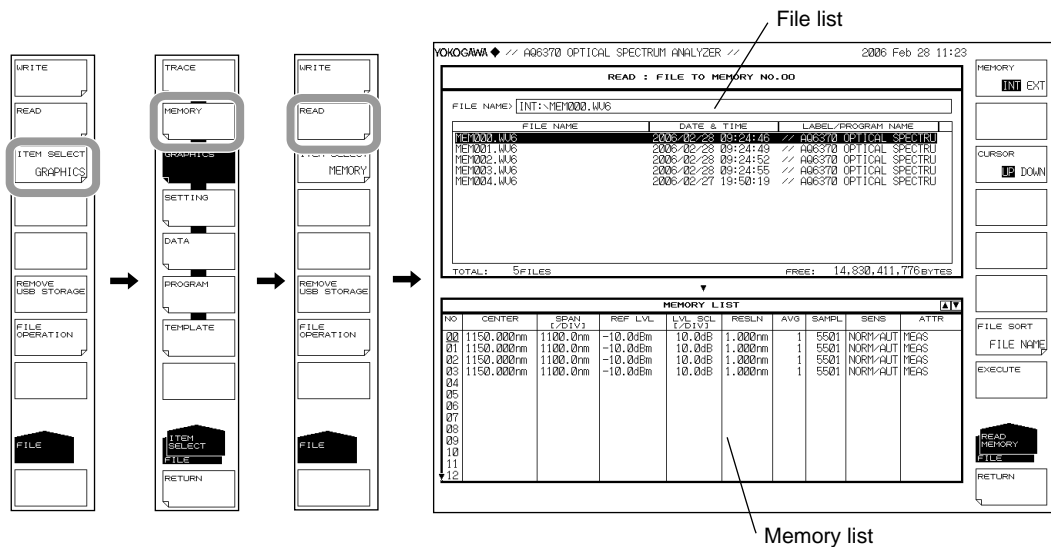 File list
WRITE
READ
ITEM SELECT
GRAPHICS
REMOVE
USB STORAGE
FILE
OPERATION
FILE
TRACE
MEMORY
GRAPHICS
SETTING
DATA
PROGRAM
TEMPLATE
ITEM
SELECT
FILE
RETURN
WRITE
READ
MEMORY
REMOVE
USB STORAGE
FILE
OPERATION
FILE
YOKOGAWA ◆ // AQ6370 OPTICAL SPECTRUM ANALYZER // 2006 Feb 28 11:23
READ : FILE TO MEMORY NO.00
FILE NAME> INT:\MEM000.WV6
FILE NAME DATE & TIME LABEL/PROGRAM NAME
MEM000.WV6 2006/02/28 09:24:46 // AQ6370 OPTICAL SPECTRU
MEM001.WV6 2006/02/28 09:24:49 // AQ6370 OPTICAL SPECTRU
MEM002.WV6 2006/02/28 09:24:52 // AQ6370 OPTICAL SPECTRU
MEM003.WV6 2006/02/28 09:24:55 // AQ6370 OPTICAL SPECTRU
MEM004.WV6 2006/02/27 19:50:19 // AQ6370 OPTICAL SPECTRU
TOTAL: 5FILES FREE: 14,830,411,776BYTES
▼
MEMORY LIST ▲▼
NO CENTER SPAN REF LVL LVL SCL RESLN AVG SAMPL SENS ATTR
[/DIV] [/DIV]
00 1150.000nm 1100.0nm -10.0dBm 10.0dB 1.000nm 1 5501 NORM/AUT MEAS
01 1150.000nm 1100.0nm -10.0dBm 10.0dB 1.000nm 1 5501 NORM/AUT MEAS
02 1150.000nm 1100.0nm -10.0dBm 10.0dB 1.000nm 1 5501 NORM/AUT MEAS
03 1150.000nm 1100.0nm -10.0dBm 10.0dB 1.000nm 1 5501 NORM/AUT MEAS
04
05
06
07
08
09
10
11
12
MEMORY
INT EXT
CURSOR
UP DOWN
FILE SORT
FILE NAME
EXECUTE
READ
MEMORY
FILE
RETURN
Memory list